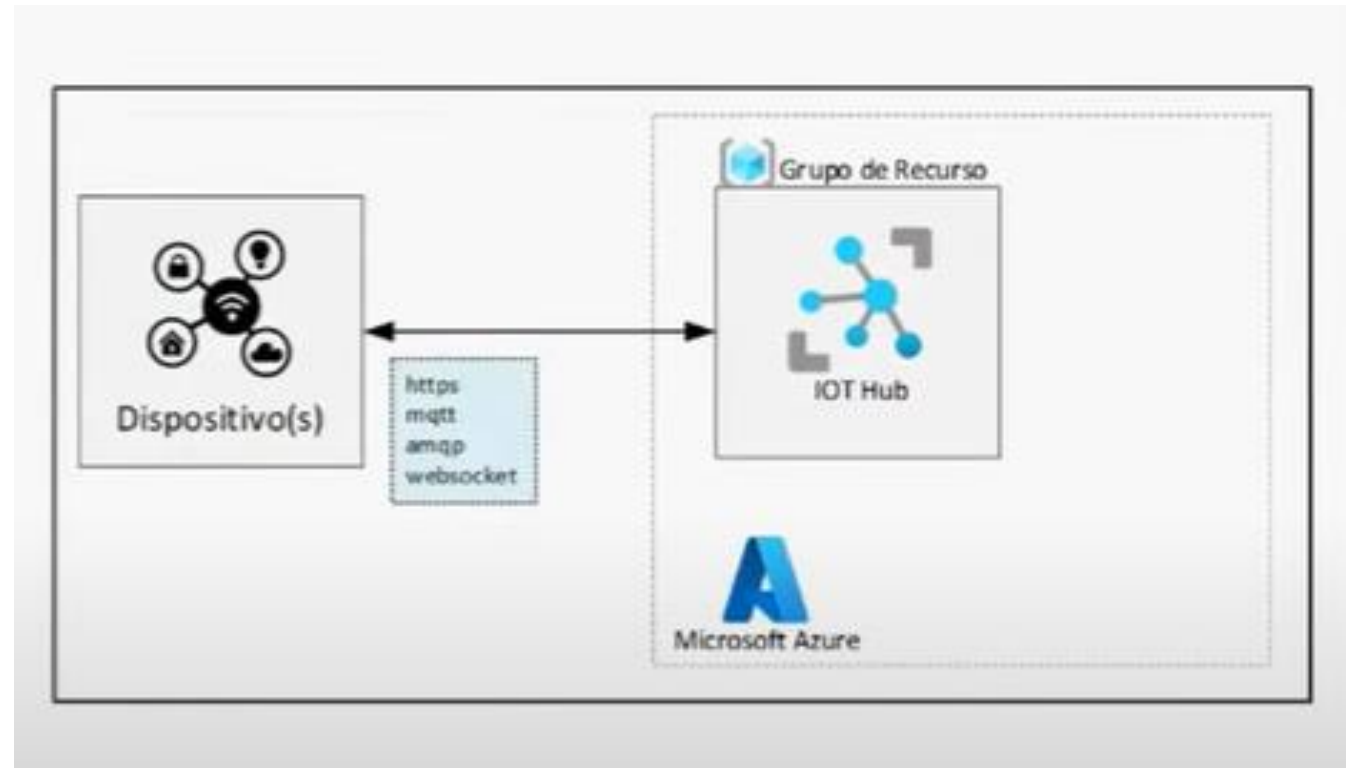 Grupo de Recurso
Dispositivo(s)
https
mqtt
amqp
websocket
IOT Hub
Microsoft Azure